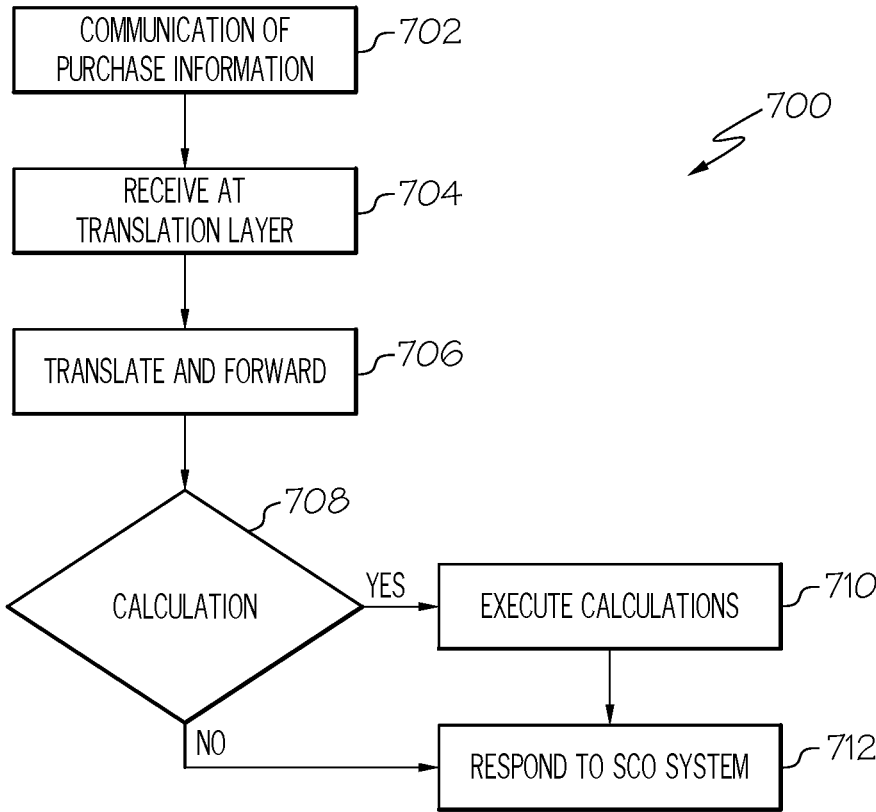 COMMUNICATION OF
PURCHASE INFORMATION
702
700
RECEIVE AT
TRANSLATION LAYER
704
TRANSLATE AND FORWARD
706
708
CALCULATION
YES
EXECUTE CALCULATIONS
710
NO
RESPOND TO SCO SYSTEM
712